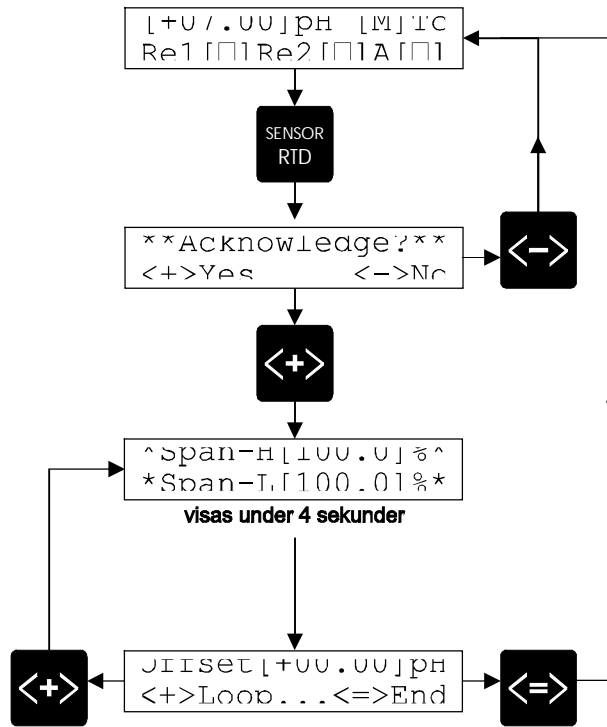 [+07.00]pH [M]Tc
Re1[□]Re2[□]A[□]
SENSOR
RTD
**Acknowledge?**
<+>Yes <->No
<->
<+>
*Span-H[100.0]%*
*Span-L[100.0]%*
visas under 4 sekunder
<+>
Offset[+00.00]pH
<+>Loop...<=>End
<=>